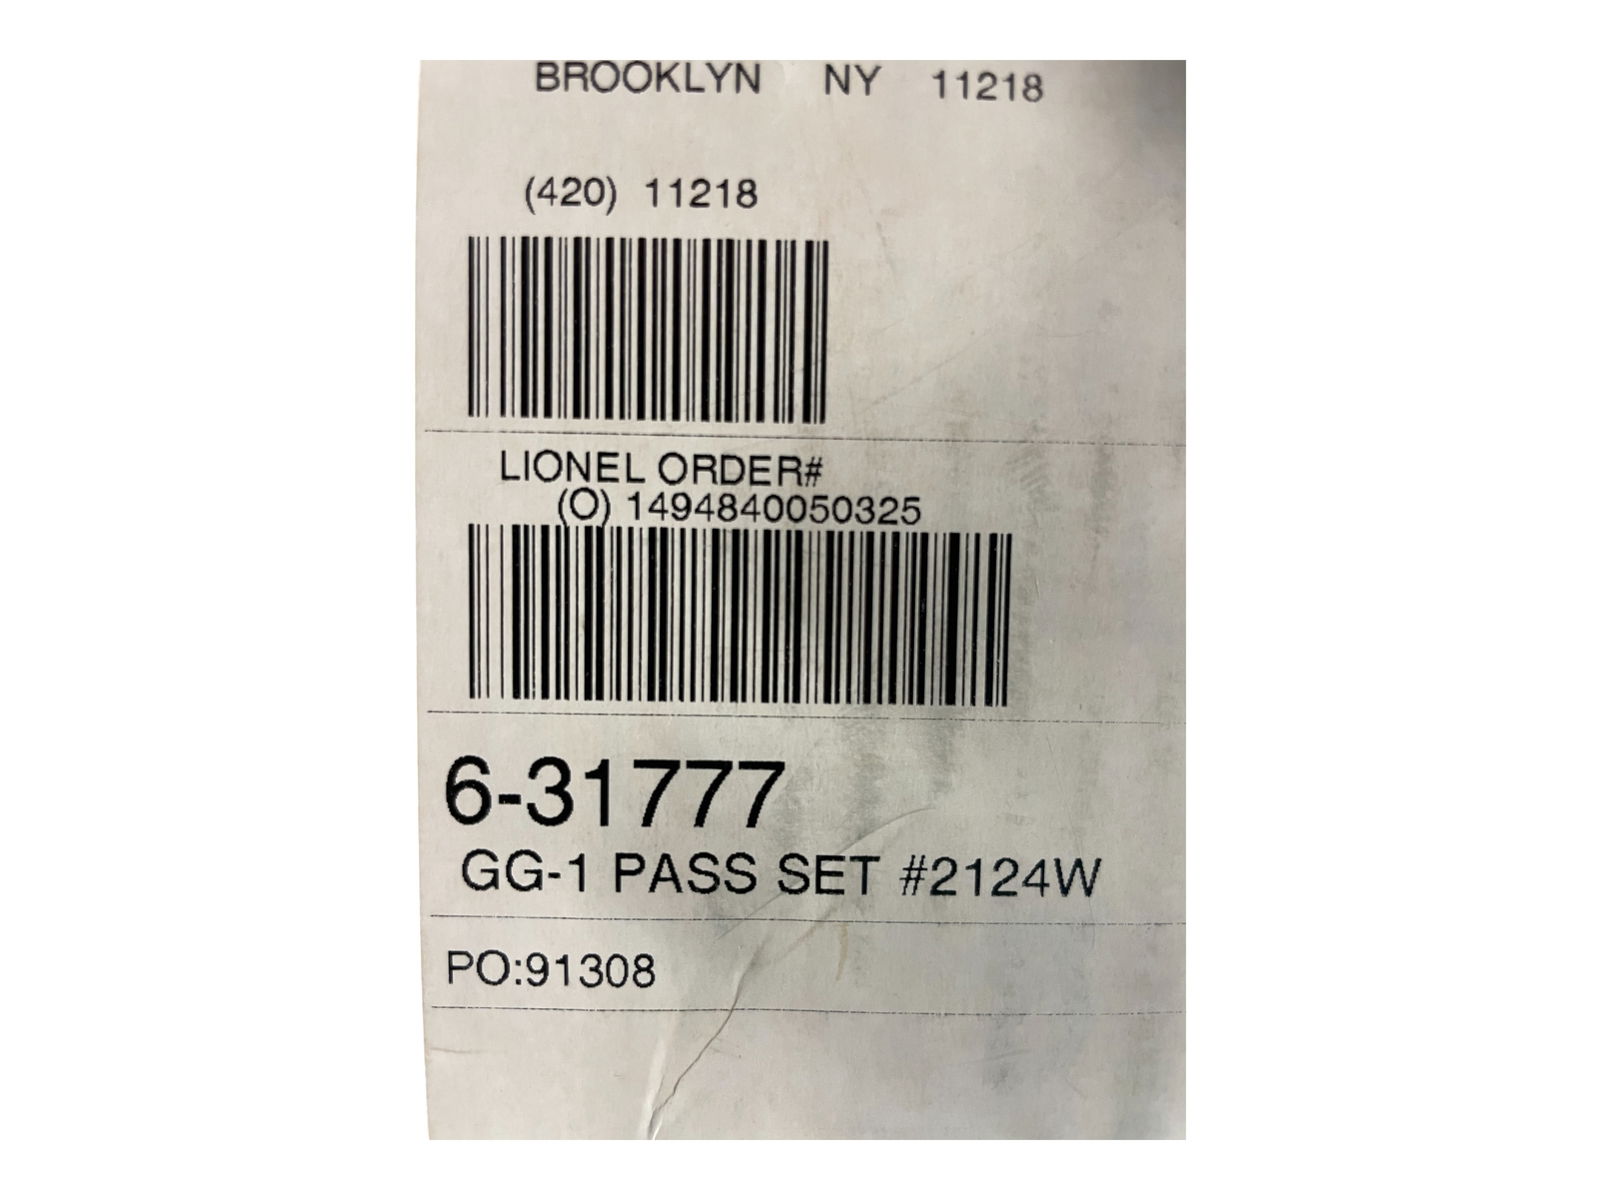 BROOKLYN NY 11218
(420) 11218
LIONEL ORDER#
(O) 1494840050325
6-31777
GG-1 PASS SET #2124W
PO:91308